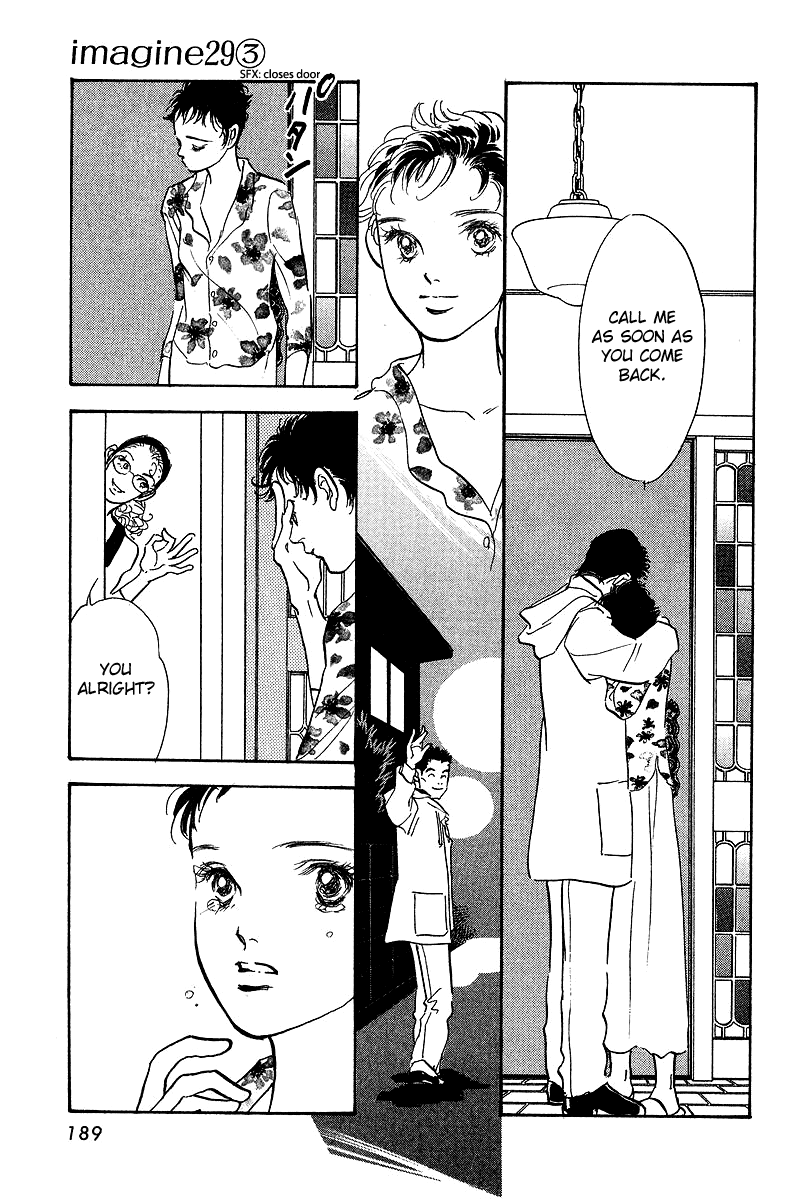 imagine29③
SFX: closes door
パタン
CALL ME
AS SOON AS
YOU COME
BACK.
YOU
ALRIGHT?
189